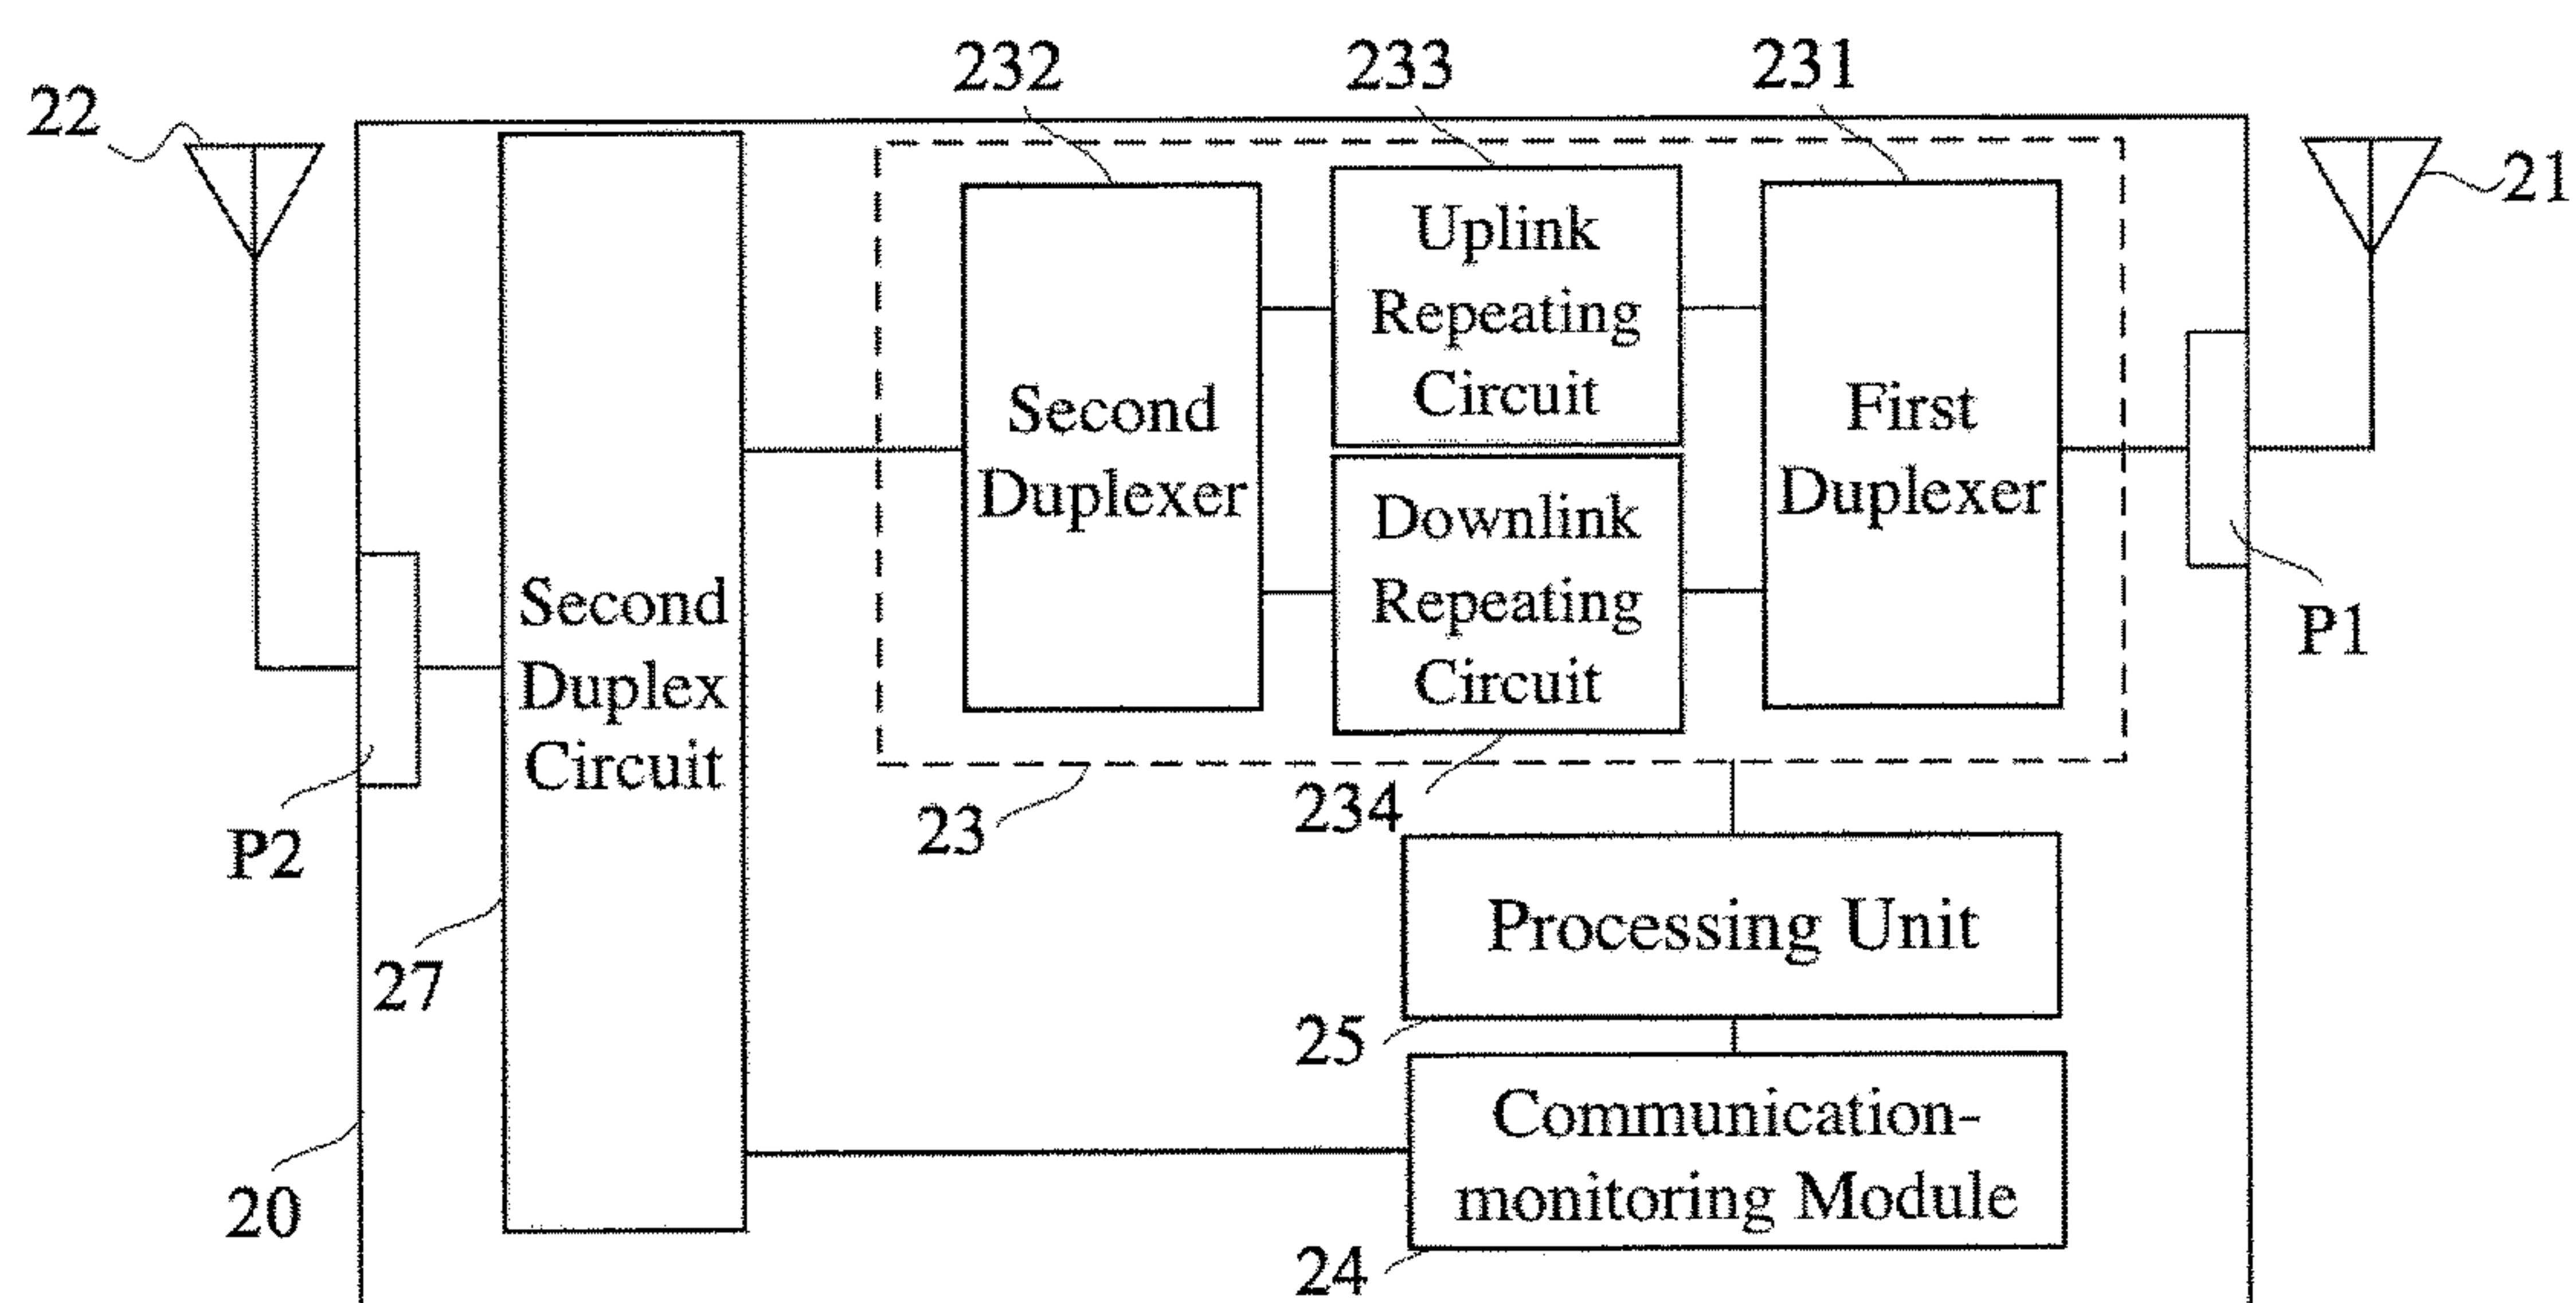 232
233
231
22
21
Uplink
Repeating
Circuit
Second
Duplexer
First
Duplexer
Downlink
Repeating
Circuit
Second
Duplex
Circuit
P1
P2
23
234
Processing Unit
27
25
Communication-
monitoring Module
20
24